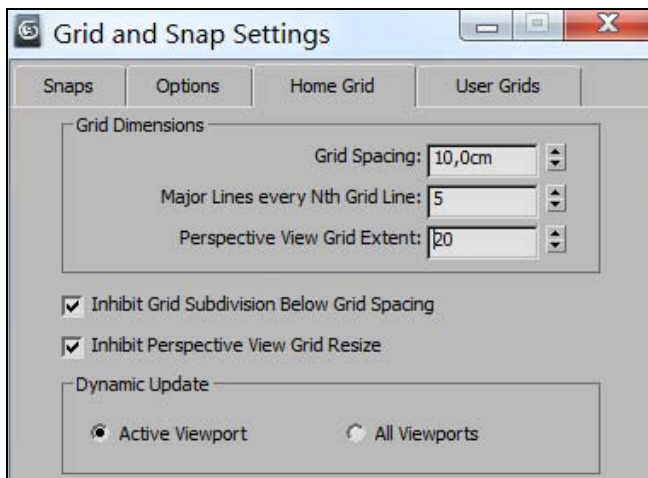 Grid and Snap Settings
Snaps Options Home Grid User Grids
Grid Dimensions
Grid Spacing: 10,0cm
Major Lines every Nth Grid Line: 5
Perspective View Grid Extent: 20
Inhibit Grid Subdivision Below Grid Spacing
Inhibit Perspective View Grid Resize
Dynamic Update
Active Viewport All Viewports